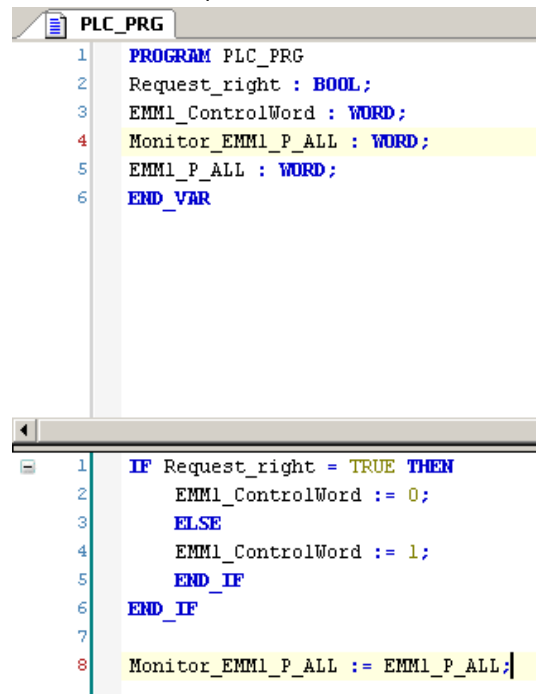 PLC_PRG
1 PROGRAM PLC_PRG
2 Request_right : BOOL;
3 EMM1_ControlWord : WORD;
4 Monitor_EMM1_P_ALL : WORD;
5 EMM1_P_ALL : WORD;
6 END_VAR
1 IF Request_right = TRUE THEN
2 EMM1_ControlWord := 0;
3 ELSE
4 EMM1_ControlWord := 1;
5 END_IF
6 END_IF
7
8 Monitor_EMM1_P_ALL := EMM1_P_ALL;